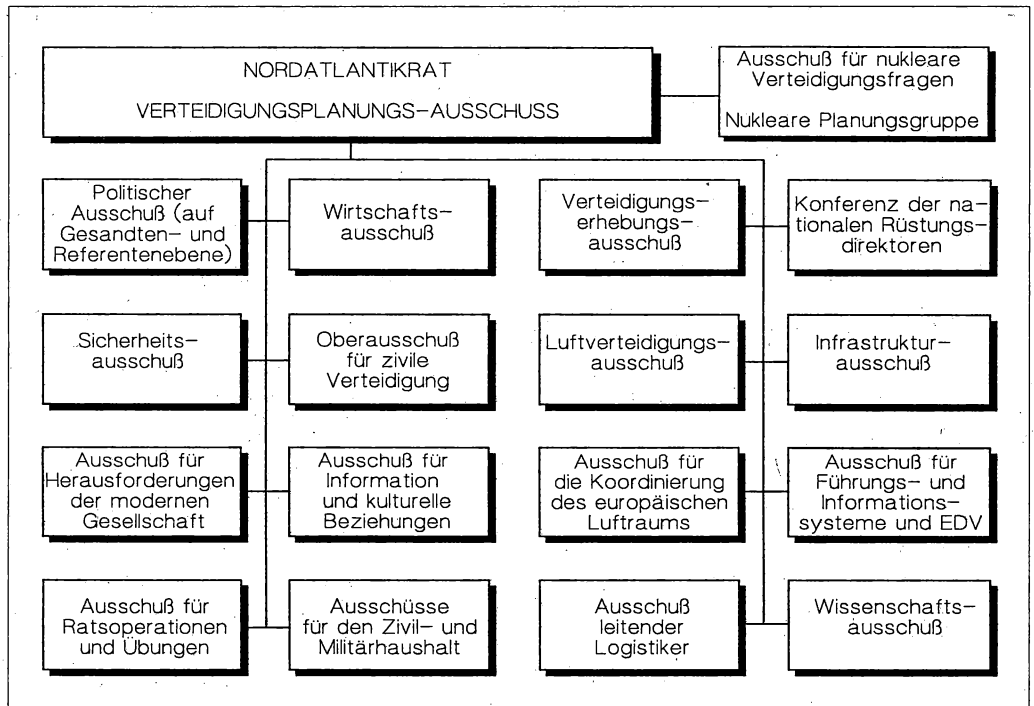 NORDATLANTIKRAT
VERTEIDIGUNGSPLANUNGS-AUSSCHUSS
Ausschuß für nukleare
Verteidigungsfragen
Nukleare Planungsgruppe
Politischer
Ausschuß (auf
Gesandten- und
Referentenebene)
Wirtschafts-
ausschuß
Verteidigungs-
erhebungs-
ausschuß
Konferenz der na-
tionalen Rüstungs-
direktoren
Sicherheits-
ausschuß
Oberausschuß
für zivile
Verteidigung
Luftverteidigungs-
ausschuß
Infrastruktur-
ausschuß
Ausschuß für
Herausforderungen
der modernen
Gesellschaft
Ausschuß für
Information
und kulturelle
Beziehungen
Ausschuß für
die Koordinierung
des europäischen
Luftraums
Ausschuß für
Führungs- und
Informations-
systeme und EDV
Ausschuß für
Ratsoperationen
und Übungen
Ausschüsse
für den Zivil- und
Militärhaushalt
Ausschuß
leitender
Logistiker
Wissenschafts-
ausschuß